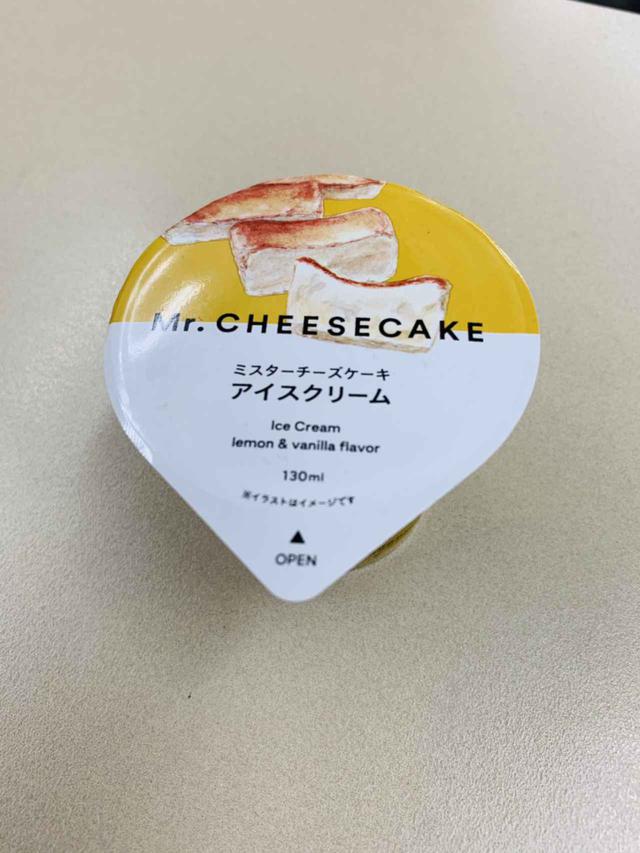 Mr. CHEESECAKE
ミスターチーズケーキ
アイスクリーム
Ice Cream
lemon & vanilla flavor
130ml
※イラストはイメージです
▲
OPEN